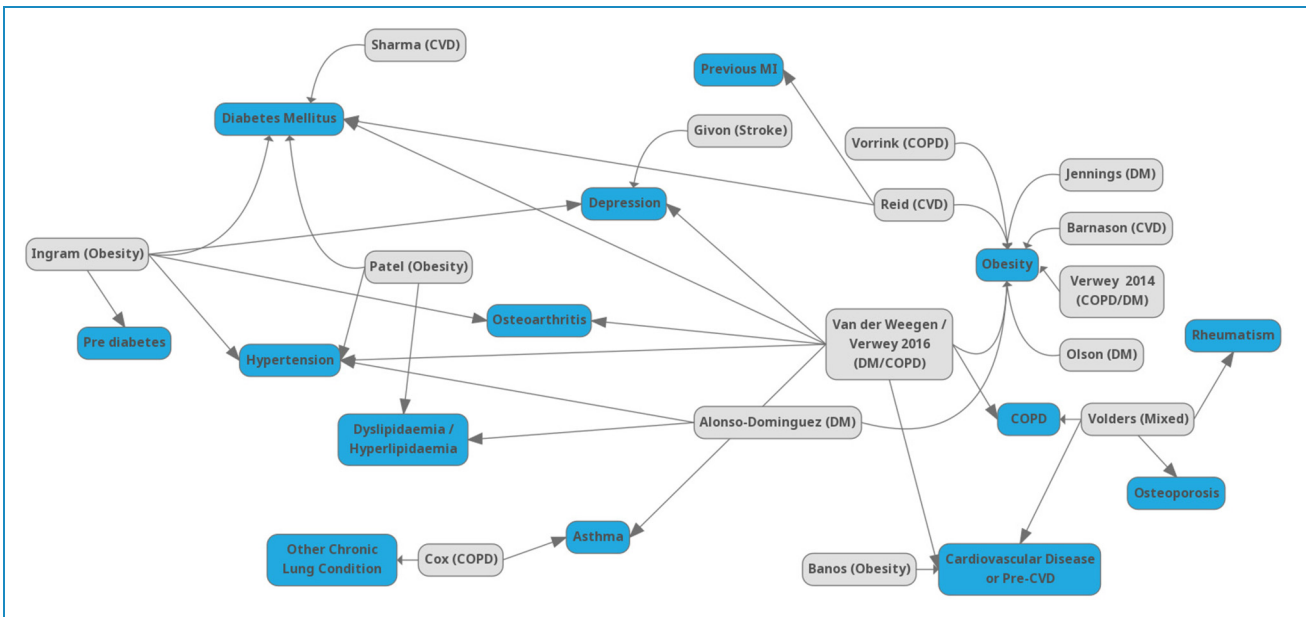 Sharma (CVD)
Previous MI
Diabetes Mellitus
Givon (Stroke)
Vorrink (COPD)
Jennings (DM)
Depression
Reid (CVD)
Barnason (CVD)
Ingram (Obesity)
Patel (Obesity)
Obesity
Verwey 2014
(COPD/DM)
Osteoarthritis
Van der Weegen /
Verwey 2016
(DM/COPD)
Rheumatism
Pre diabetes
Hypertension
Olson (DM)
Dyslipidaemia /
Hyperlipidaemia
Alonso-Dominguez (DM)
COPD
Volders (Mixed)
Osteoporosis
Asthma
Other Chronic
Lung Condition
Cox (COPD)
Banos (Obesity)
Cardiovascular Disease
or Pre-CVD